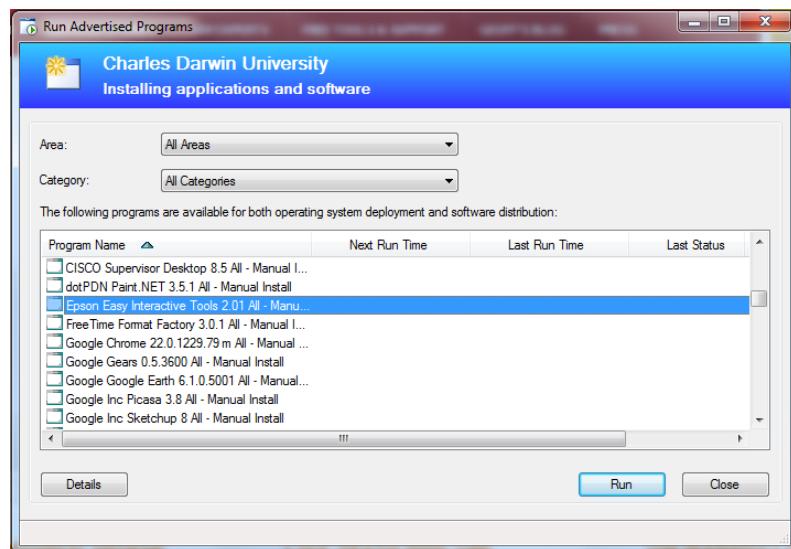 Run Advertised Programs
Charles Darwin University
Installing applications and software
Area: All Areas
Category: All Categories
The following programs are available for both operating system deployment and software distribution:
Program Name Next Run Time Last Run Time Last Status
CISCO Supervisor Desktop 8.5 All - Manual I...
dotPDN Paint.NET 3.5.1 All - Manual Install
Epson Easy Interactive Tools 2.01 All - Manu...
FreeTime Format Factory 3.0.1 All - Manual I...
Google Chrome 22.0.1229.79 m All - Manual ...
Google Gears 0.5.3600 All - Manual Install
Google Google Earth 6.1.0.5001 All - Manual...
Google Inc Picasa 3.8 All - Manual Install
Google Inc Sketchup 8 All - Manual Install
Details Run Close